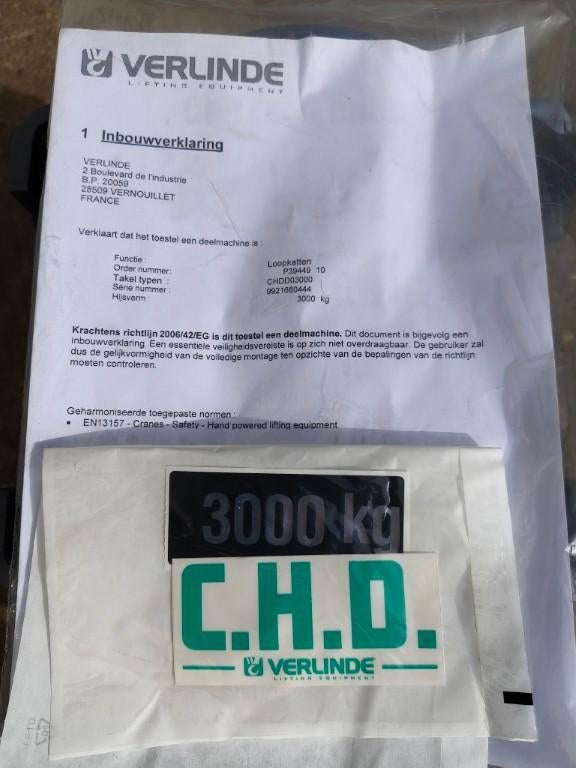 VERLINDE
LIFTING EQUIPMENT
1 Inbouwverklaring
VERLINDE
2 Boulevard de l'industrie
B.P. 20059
28509 VERNOUILLET
FRANCE
Verklaart dat het toestel een deelmachine is :
Functie : Loopkatten
Order nummer: P39449 10
Takel typen : CHDD03000
Serie nummer : 9921660444
Hijsverm : 3000 kg
Krachtens richtlijn 2006/42/EG is dit toestel een deelmachine. Dit document is bijgevolg een
inbouwverklaring. Een essentiele veiligheidsvereiste is op zich niet overdraagbaar. De gebruiker zal
dus de gelijkvormigheid van de volledige montage ten opzichte van de bepalingen van de richtlijn
moeten controleren.
Geharmoniseerde toegepaste normen :
• EN13157 - Cranes - Safety - Hand powered lifting equipment
3000 kg
C.H.D.
VERLINDE
LIFTING EQUIPMENT